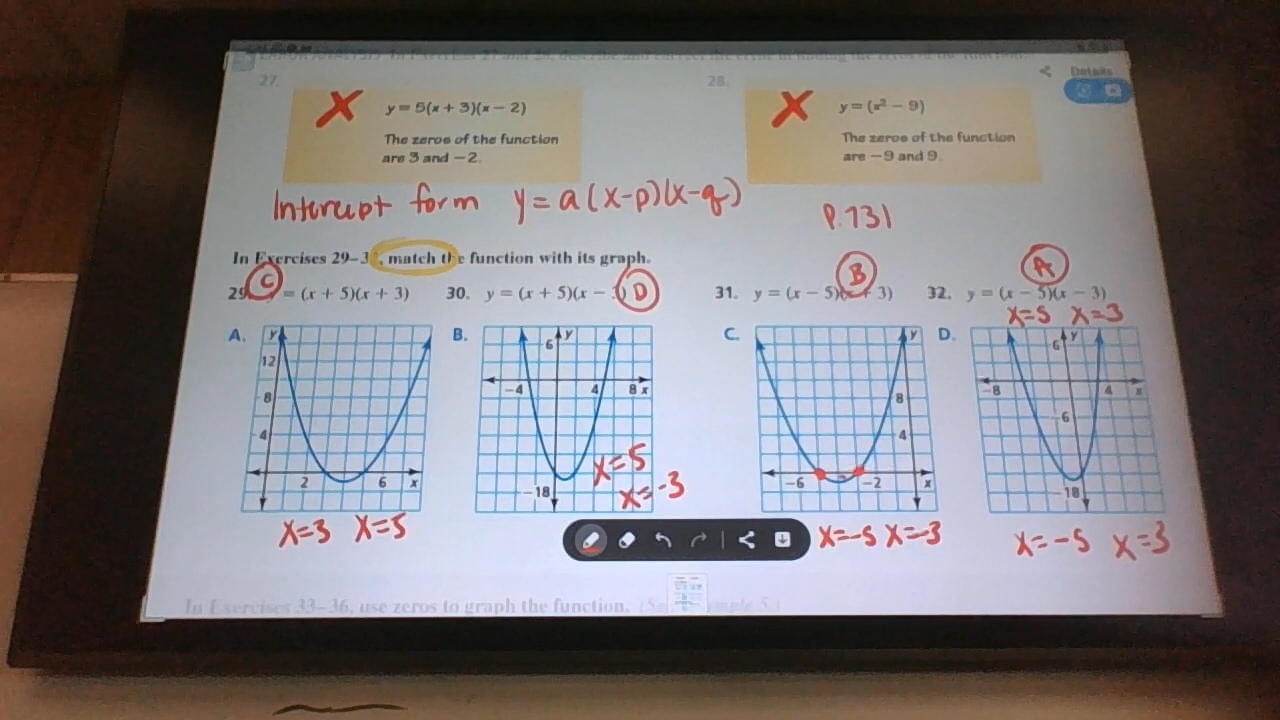 Details
27.
28.
y = 5(x + 3)(x − 2)
The zeros of the function
are 3 and −2.
y = (x² − 9)
The zeros of the function
are −9 and 9.
Intercept form y = a(x-p)(x-q)
P.731
In Exercises 29–3 , match the function with its graph.
C
D
B
A
29 = (x + 5)(x + 3)
30. y = (x + 5)(x −
31. y = (x − 5)(x + 3)
32. y = (x − 5)(x − 3)
x=5 x=3
A.
y
12
8
4
2
6
x
x=3 x=5
B.
6
y
−4
4
8 x
−18
x=5
x=-3
C.
y
8
4
−6
−2
x
x=-5 x=-3
D.
6
y
−8
4
x
−6
−18
x=-5 x=3
In Exercises 33–36, use zeros to graph the function.